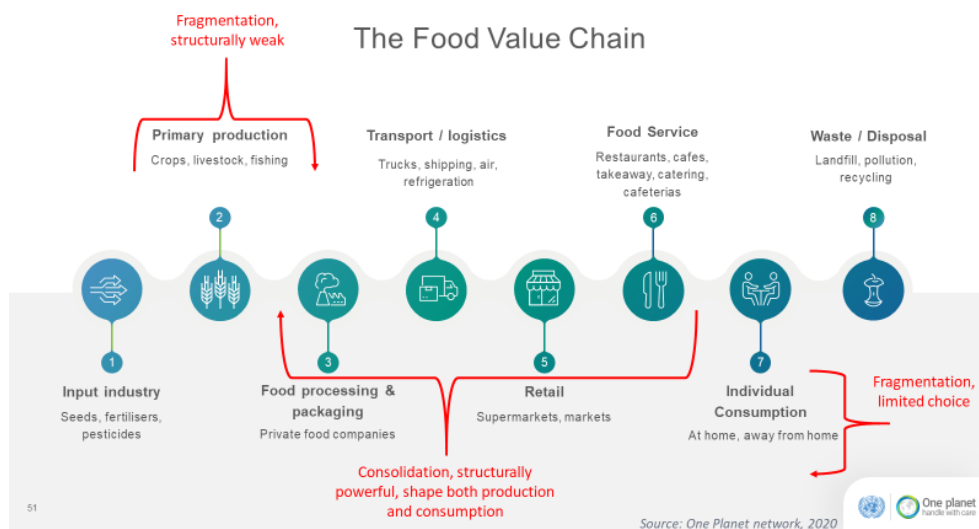 Fragmentation,
structurally weak
The Food Value Chain
Primary production
Crops, livestock, fishing
Transport / logistics
Trucks, shipping, air,
refrigeration
Food Service
Restaurants, cafes,
takeaway, catering,
cafeterias
Waste / Disposal
Landfill, pollution,
recycling
2
4
6
8
1
3
5
7
Input industry
Seeds, fertilisers,
pesticides
Food processing &
packaging
Private food companies
Retail
Supermarkets, markets
Individual
Consumption
At home, away from home
Fragmentation,
limited choice
Consolidation, structurally
powerful, shape both production
and consumption
51
One planet
handle with care
Source: One Planet network, 2020